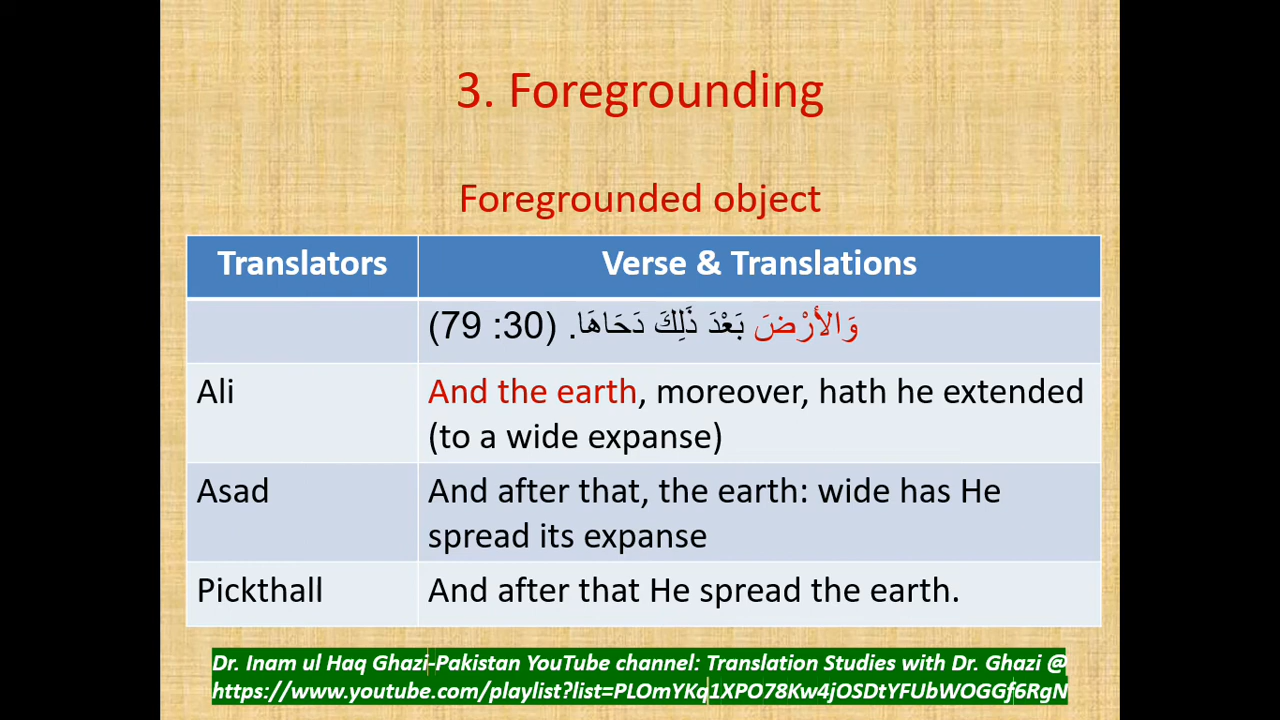 3. Foregrounding
Foregrounded object
Translators
Verse & Translations
وَالأرْضَ بَعْدَ ذَلِكَ دَحَاهَا. (79 :30)
Ali
And the earth, moreover, hath he extended
(to a wide expanse)
Asad
And after that, the earth: wide has He
spread its expanse
Pickthall
And after that He spread the earth.
Dr. Inam ul Haq Ghazi-Pakistan YouTube channel: Translation Studies with Dr. Ghazi @
https://www.youtube.com/playlist?list=PLOmYKq1XPO78Kw4jOSDtYFUbWOGGf6RgN